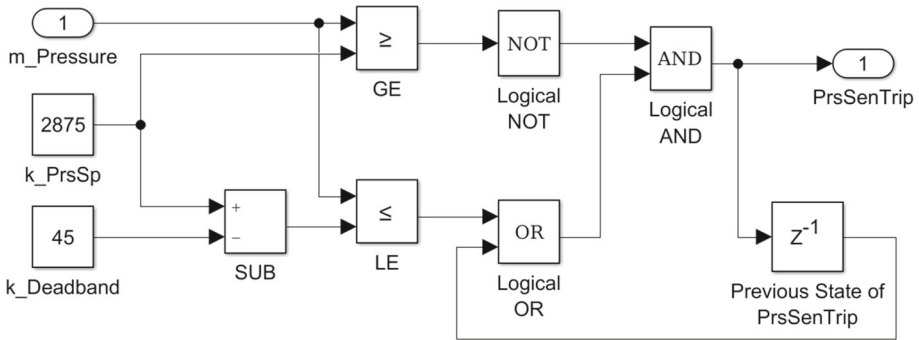 1
m_Pressure
≥
GE
NOT
Logical
NOT
AND
Logical
AND
1
PrsSenTrip
2875
k_PrsSp
45
k_Deadband
+
−
SUB
≤
LE
OR
Logical
OR
Z-1
Previous State of
PrsSenTrip